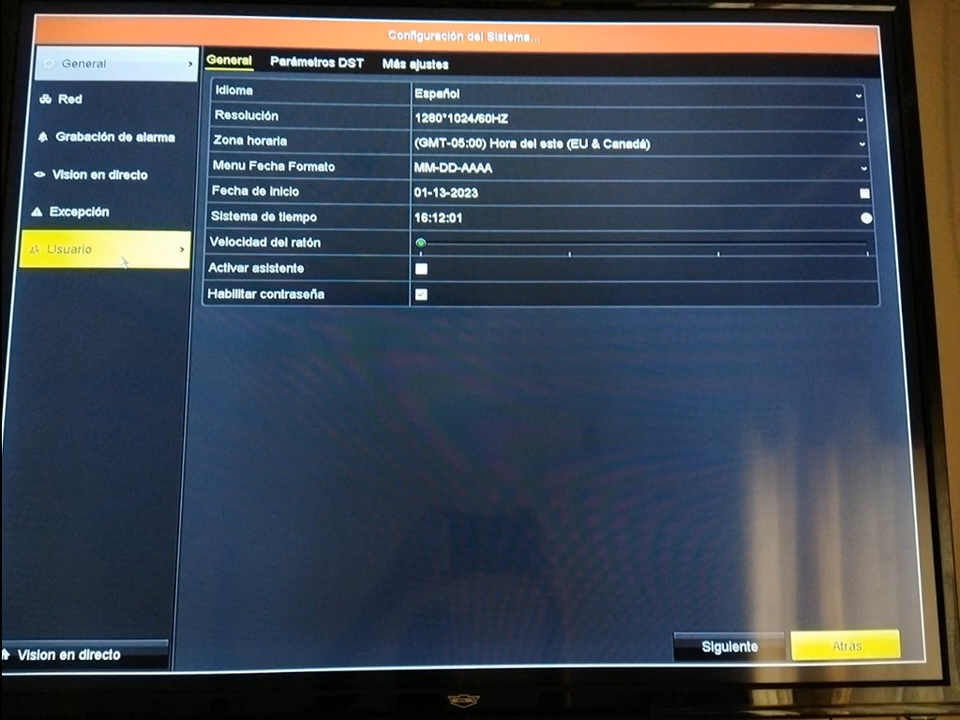 Configuración del Sistema...
General
Red
Grabación de alarma
Vision en directo
Excepción
Usuario
General Parámetros DST Más ajustes
Idioma Español
Resolución 1280*1024/60HZ
Zona horaria (GMT-05:00) Hora del este (EU & Canadá)
Menu Fecha Formato MM-DD-AAAA
Fecha de Inicio 01-13-2023
Sistema de tiempo 16:12:01
Velocidad del ratón
Activar asistente
Habilitar contraseña
Vision en directo
Siguiente Atrás